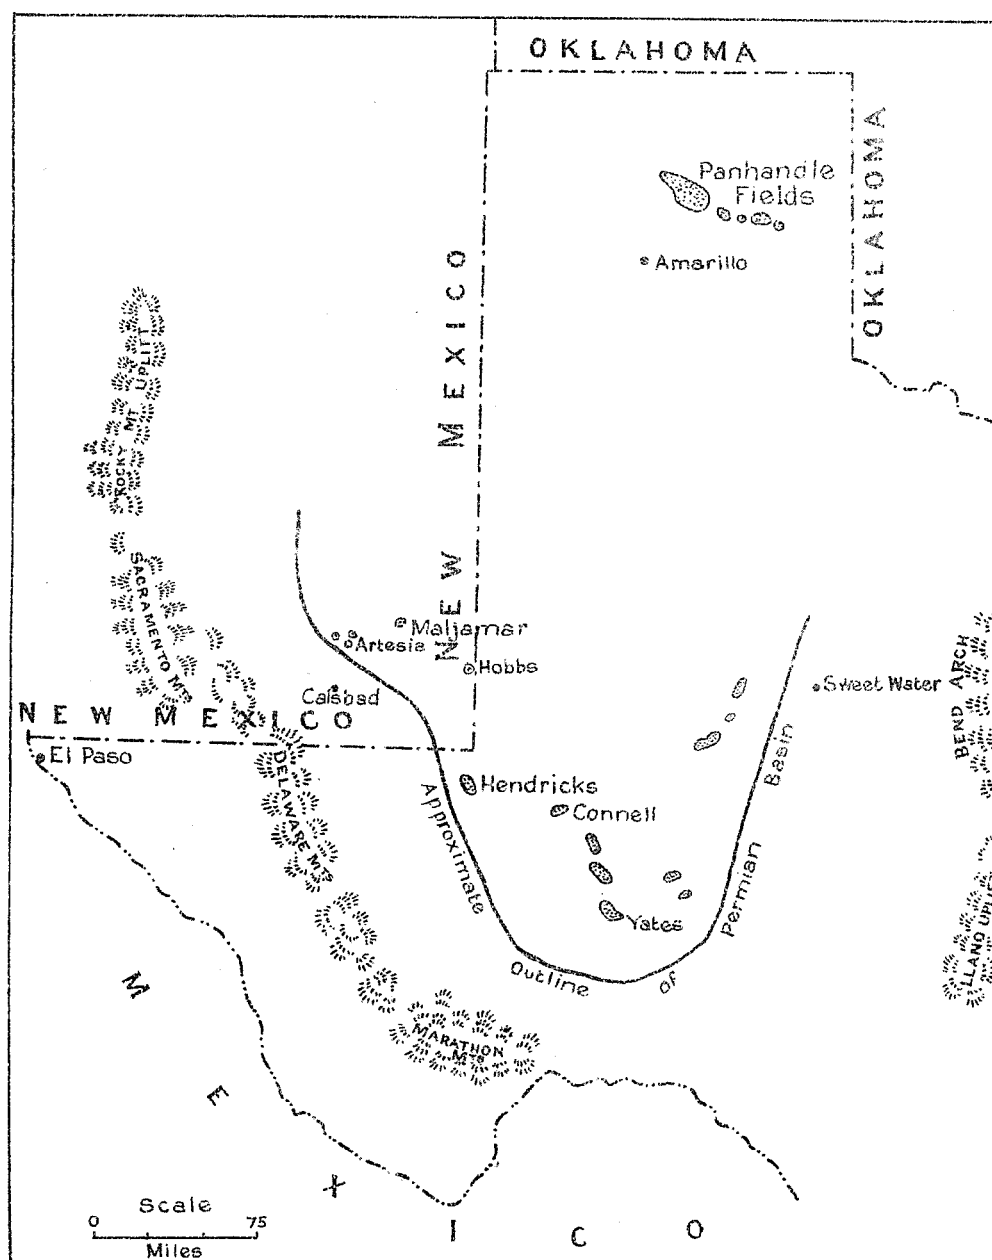 OKLAHOMA
OKLAHOMA
Panhandle
Fields
Amarillo
NEW MEXICO
ROCKY MT UPLITT
SACRAMENTO MTS
Maljamar
Artesia
Hobbs
Calsbad
NEW MEXICO
El Paso
Sweet Water
BEND ARCH
DELAWARE MTS
Hendricks
Connell
Yates
Approximate Outline of Permian Basin
LLANO UPLIFT
MARATHON
MTS
MEXICO
Scale
0 75
Miles